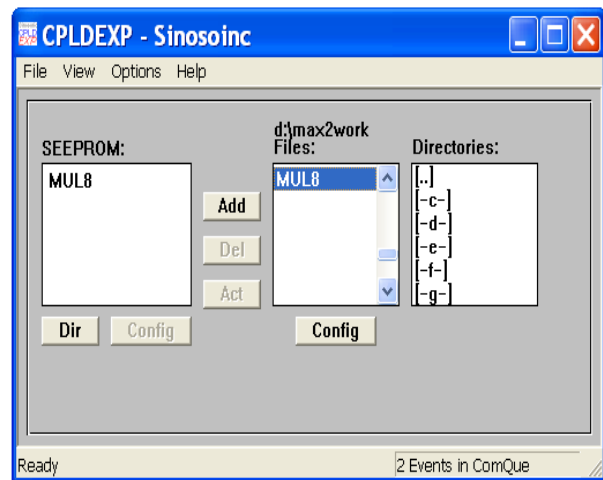 CPLDEXP - Sinosoinc
File View Options Help
SEEPROM:
MUL8
Add
Del
Act
Dir
Config
d:\max2work
Files:
MUL8
Config
Directories:
[..]
[-c-]
[-d-]
[-e-]
[-f-]
[-g-]
Ready
2 Events in ComQue